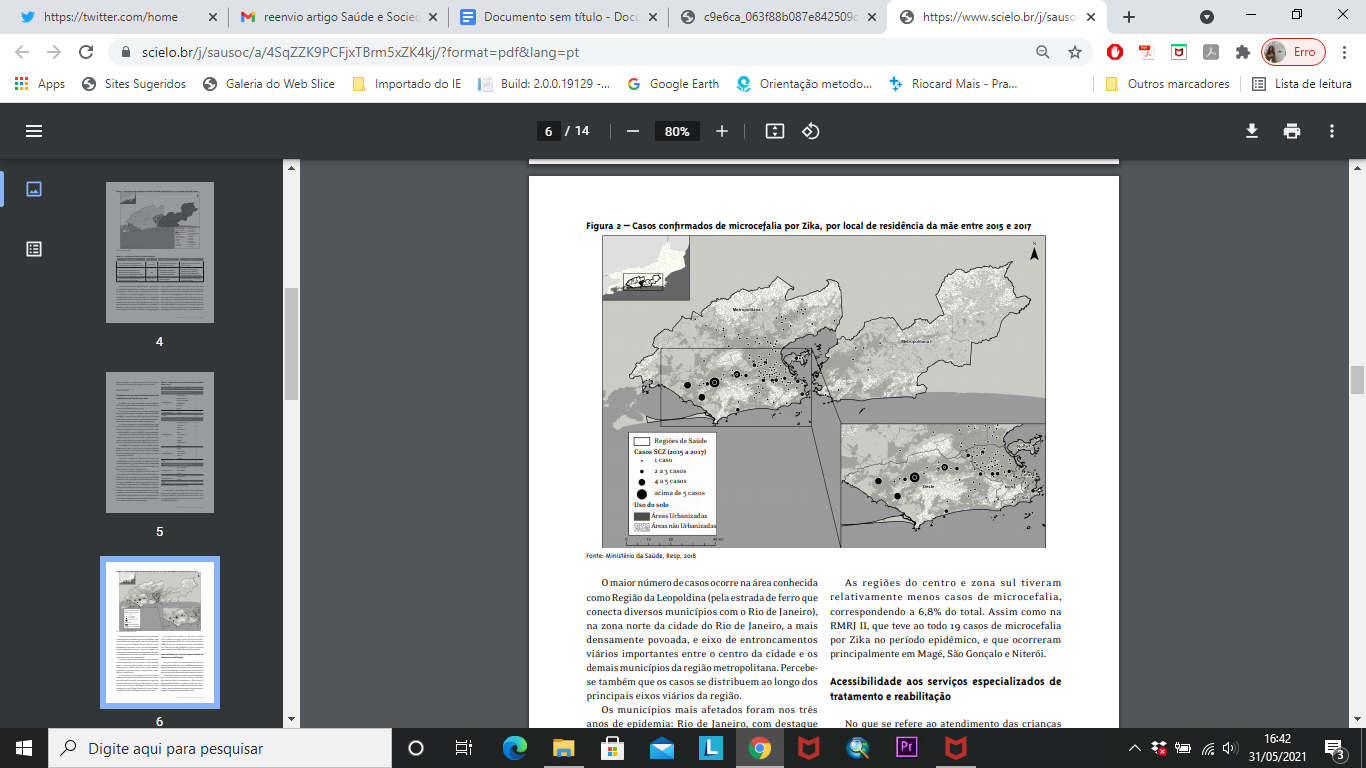 https://twitter.com/home
reenvio artigo Saúde e Socied
Documento sem título - Docu
c9e6ca_063f88b087e842509c
https://www.scielo.br/j/sauso
scielo.br/j/sausoc/a/4SqZZK9PCFjxTBrm5xZK4kj/?format=pdf&lang=pt
Erro
Apps
Sites Sugeridos
Galeria do Web Slice
Importado do IE
Build: 2.0.0.19129 -...
Google Earth
Orientação metodo...
Riocard Mais - Pra...
Outros marcadores
Lista de leitura
6 / 14
80%
4
5
6
Figura 2 – Casos confirmados de microcefalia por Zika, por local de residência da mãe entre 2015 e 2017
N
Metropolitana I
Metropolitana II
Oeste
Regiões de Saúde
Casos SCZ (2015 a 2017)
1 caso
2 a 3 casos
4 a 5 casos
acima de 5 casos
Uso do solo
Áreas Urbanizadas
Áreas não Urbanizadas
0 10 20 40 km
Fonte: Ministério da Saúde, Resp, 2018
O maior número de casos ocorre na área conhecida
como Região da Leopoldina (pela estrada de ferro que
conecta diversos municípios com o Rio de Janeiro),
na zona norte da cidade do Rio de Janeiro, a mais
densamente povoada, e eixo de entroncamentos
viários importantes entre o centro da cidade e os
demais municípios da região metropolitana. Percebe-
se também que os casos se distribuem ao longo dos
principais eixos viários da região.
Os municípios mais afetados foram nos três
anos de epidemia: Rio de Janeiro, com destaque
As regiões do centro e zona sul tiveram
relativamente menos casos de microcefalia,
correspondendo a 6,8% do total. Assim como na
RMRJ II, que teve ao todo 19 casos de microcefalia
por Zika no período epidêmico, e que ocorreram
principalmente em Magé, São Gonçalo e Niterói.
Acessibilidade aos serviços especializados de
tratamento e reabilitação
No que se refere ao atendimento das crianças
Digite aqui para pesquisar
L
Pr
16:42
31/05/2021
3